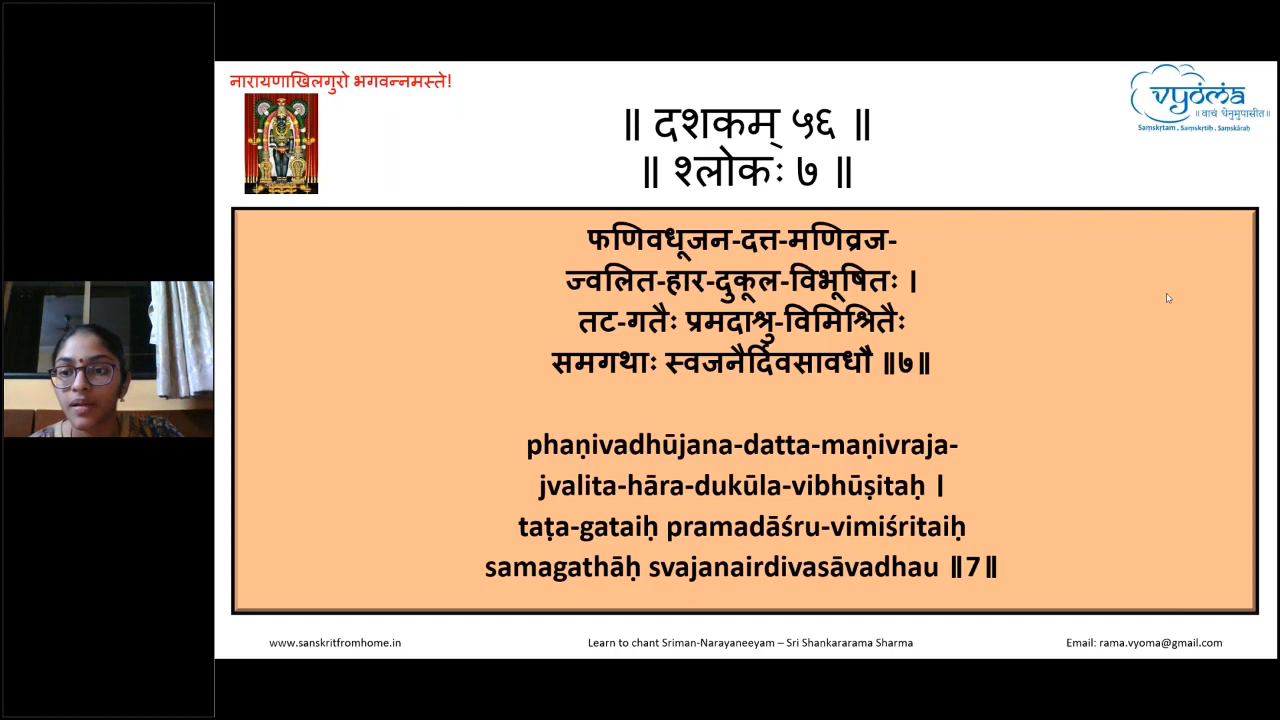 नारायणाखिलगुरो भगवन्नमस्ते!
vyoma
॥ वाचं धेनुमुपासीत ॥
Saṃskṛtam . Saṃskṛtiḥ . Saṃskāraḥ
॥ दशकम् ५६ ॥
॥ श्लोकः ७ ॥
फणिवधूजन-दत्त-मणिव्रज-
ज्वलित-हार-दुकूल-विभूषितः ।
तट-गतैः प्रमदाश्रु-विमिश्रितैः
समगथाः स्वजनैर्दिवसावधौ ॥७॥
phaṇivadhūjana-datta-maṇivraja-
jvalita-hāra-dukūla-vibhūṣitaḥ ।
taṭa-gataiḥ pramadāśru-vimiśritaiḥ
samagathāḥ svajanairdivasāvadhau ॥7॥
www.sanskritfromhome.in
Learn to chant Sriman-Narayaneeyam – Sri Shankararama Sharma
Email: rama.vyoma@gmail.com